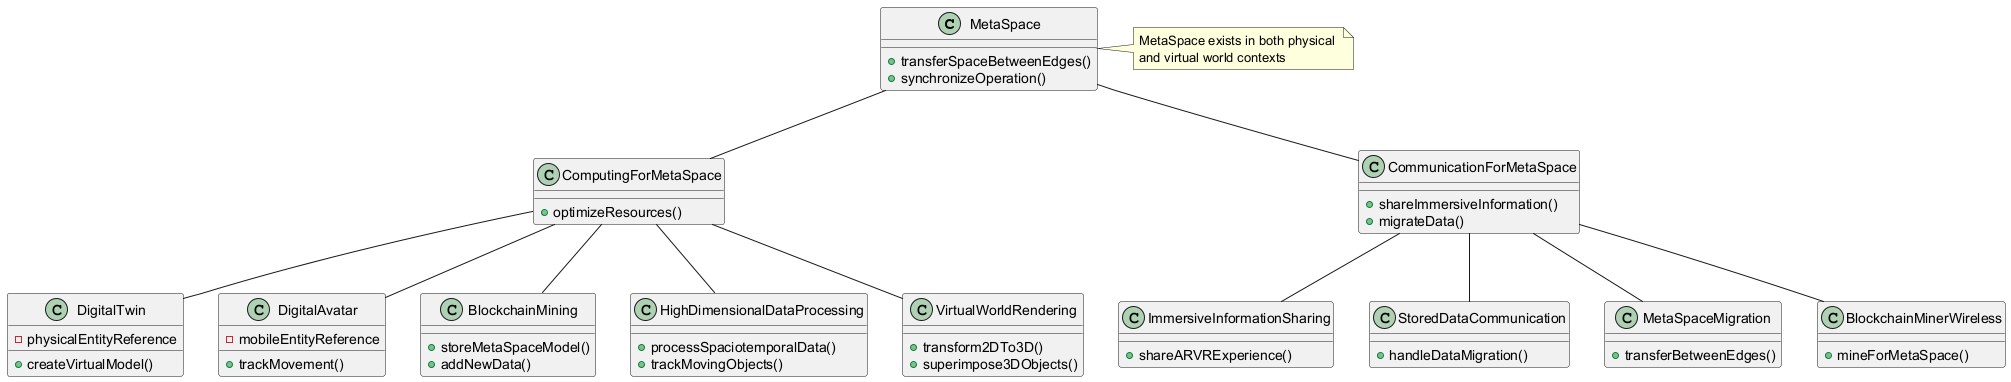 C MetaSpace
transferSpaceBetweenEdges()
synchronizeOperation()
MetaSpace exists in both physical
and virtual world contexts
C ComputingForMetaSpace
optimizeResources()
C CommunicationForMetaSpace
shareImmersiveInformation()
migrateData()
C DigitalTwin
physicalEntityReference
createVirtualModel()
C DigitalAvatar
mobileEntityReference
trackMovement()
C BlockchainMining
storeMetaSpaceModel()
addNewData()
C HighDimensionalDataProcessing
processSpaciotemporalData()
trackMovingObjects()
C VirtualWorldRendering
transform2DTo3D()
superimpose3DObjects()
C ImmersiveInformationSharing
shareARVRExperience()
C StoredDataCommunication
handleDataMigration()
C MetaSpaceMigration
transferBetweenEdges()
C BlockchainMinerWireless
mineForMetaSpace()